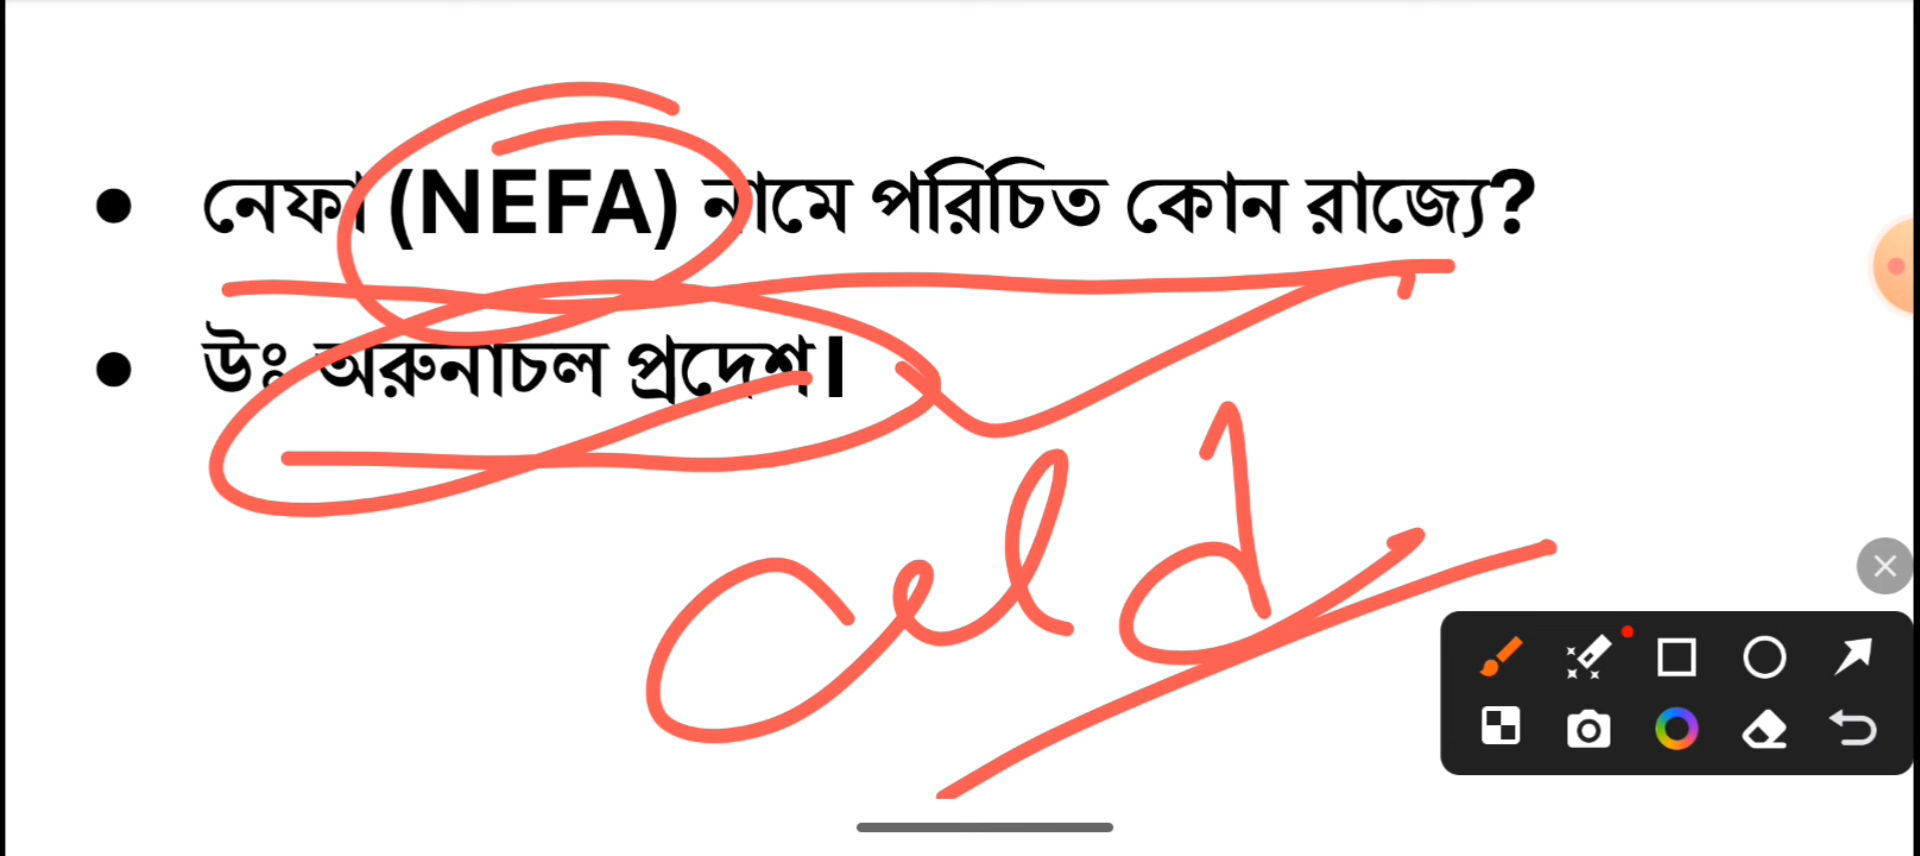 • নেফা (NEFA) নামে পরিচিত কোন রাজ্যে?
• উঃ অরুনাচল প্রদেশ।